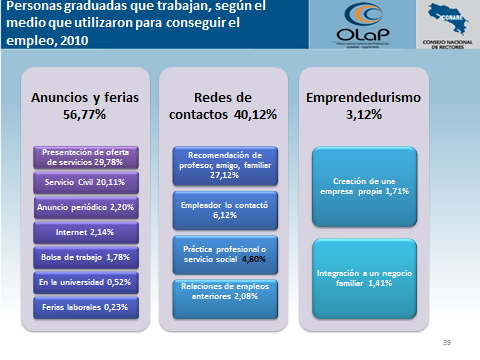 Personas graduadas que trabajan, según el
medio que utilizaron para conseguir el
empleo, 2010
OLaP
CONARE
CONSEJO NACIONAL
DE RECTORES
Anuncios y ferias
56,77%
Presentación de oferta
de servicios 29,78%
Servicio Civil 20,11%
Anuncio periódico 2,20%
Internet 2,14%
Bolsa de trabajo 1,78%
En la universidad 0,52%
Ferias laborales 0,23%
Redes de
contactos 40,12%
Recomendación de
profesor, amigo, familiar
27,12%
Empleador lo contactó
6,12%
Práctica profesional o
servicio social 4,80%
Relaciones de empleos
anteriores 2,08%
Emprendedurismo
3,12%
Creación de una
empresa propia 1,71%
Integración a un negocio
familiar 1,41%
39